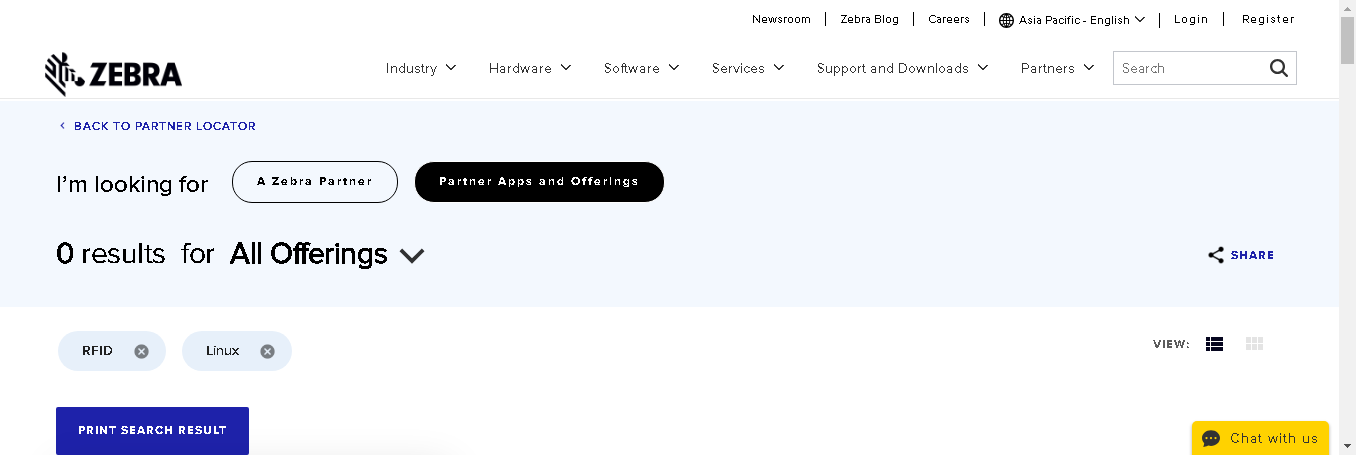 Newsroom Zebra Blog Careers Asia Pacific - English Login Register
ZEBRA Industry Hardware Software Services Support and Downloads Partners Search
BACK TO PARTNER LOCATOR
I'm looking for A Zebra Partner Partner Apps and Offerings
0 results for All Offerings SHARE
RFID Linux VIEW:
PRINT SEARCH RESULT
Chat with us